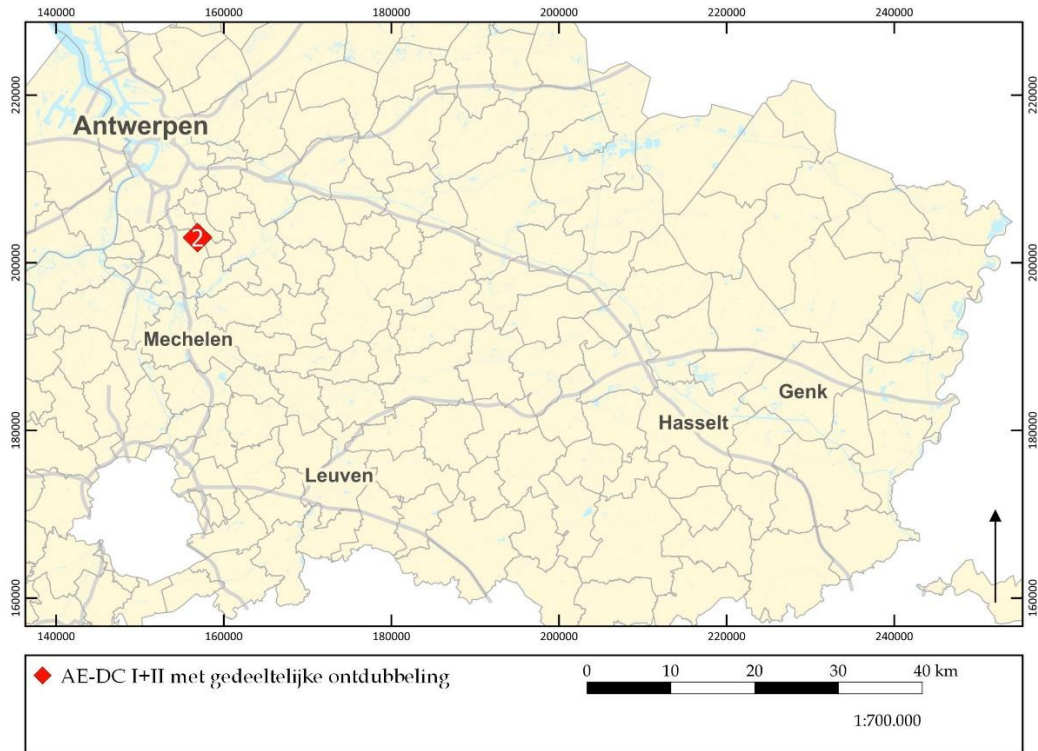 140000 160000 180000 200000 220000 240000
220000 220000
Antwerpen
2
200000 200000
Mechelen
Genk
Hasselt
180000 180000
Leuven
160000 160000
140000 160000 180000 200000 220000 240000
AE-DC I+II met gedeeltelijke ontdubbeling
0 10 20 30 40 km
1:700.000